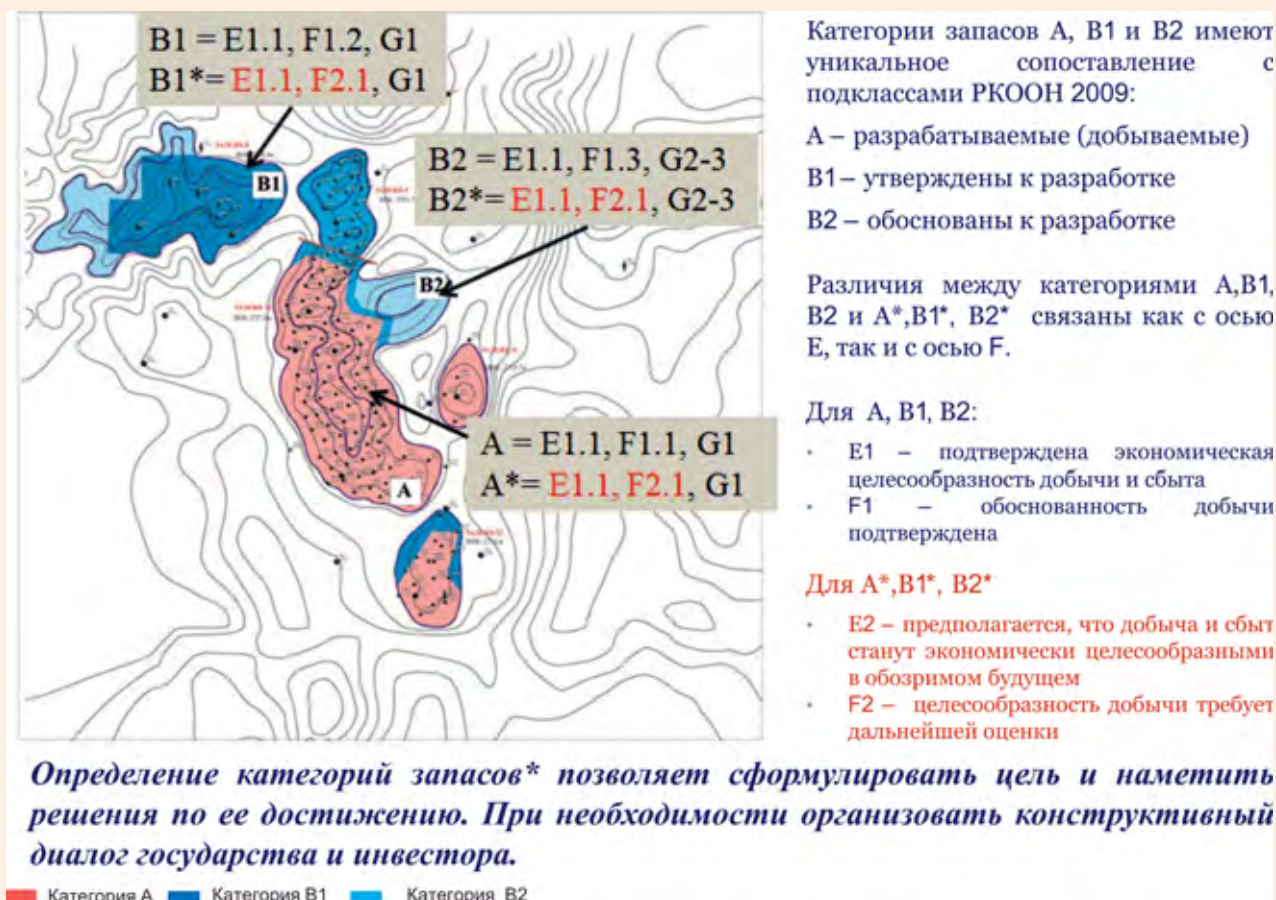 B1 = E1.1, F1.2, G1
B1*= E1.1, F2.1, G1
B2 = E1.1, F1.3, G2-3
B2*= E1.1, F2.1, G2-3
B1
B2
A = E1.1, F1.1, G1
A*= E1.1, F2.1, G1
A
Категории запасов А, В1 и В2 имеют
уникальное сопоставление с
подклассами РКООН 2009:
А – разрабатываемые (добываемые)
В1– утверждены к разработке
В2 – обоснованы к разработке
Различия между категориями А,В1,
В2 и А*,В1*, В2* связаны как с осью
Е, так и с осью F.
Для А, В1, В2:
· Е1 – подтверждена экономическая
целесообразность добычи и сбыта
· F1 – обоснованность добычи
подтверждена
Для А*,В1*, В2*
· Е2 – предполагается, что добыча и сбыт
станут экономически целесообразными
в обозримом будущем
· F2 – целесообразность добычи требует
дальнейшей оценки
Определение категорий запасов* позволяет сформулировать цель и наметить
решения по ее достижению. При необходимости организовать конструктивный
диалог государства и инвестора.
Категория А Категория В1 Категория В2